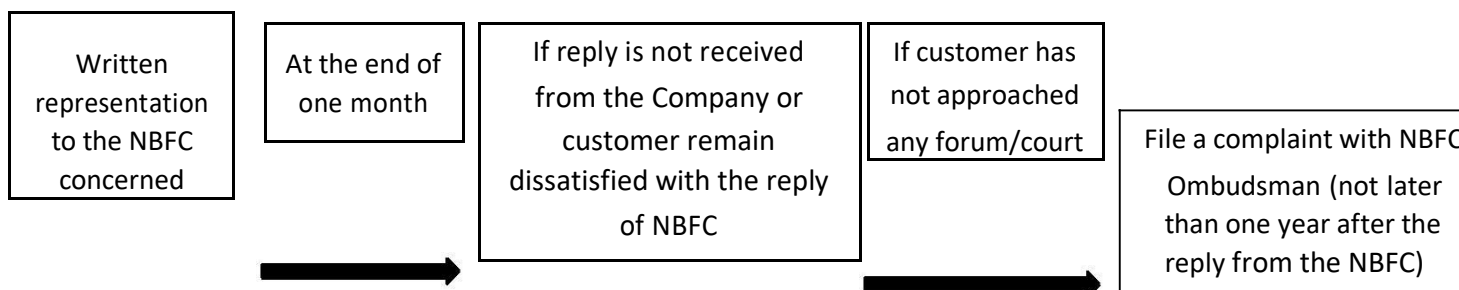 Written
representation
to the NBFC
concerned
At the end of
one month
If reply is not received
from the Company or
customer remain
dissatisfied with the reply
of NBFC
If customer has
not approached
any forum/court
File a complaint with NBFC
Ombudsman (not later
than one year after the
reply from the NBFC)